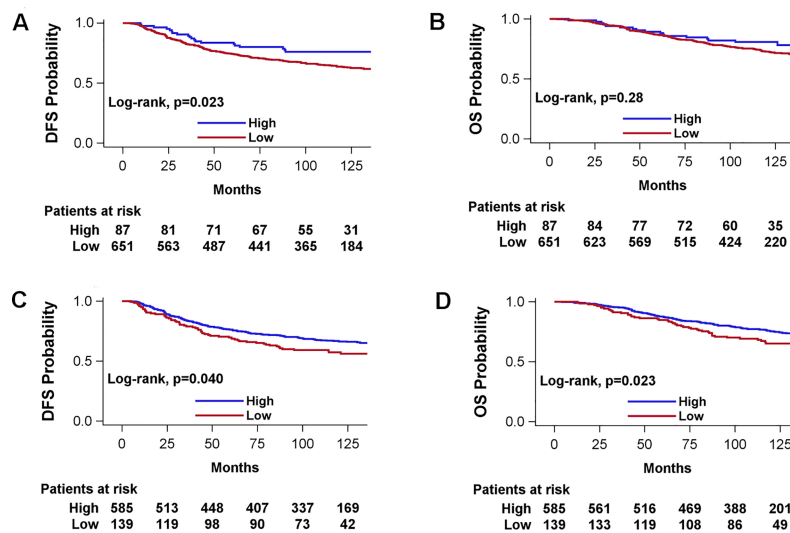 A
DFS Probability
1.0
0.5
0.0
Log-rank, p=0.023
High
Low
0 25 50 75 100 125
Months
Patients at risk
High 87 81 71 67 55 31
Low 651 563 487 441 365 184
B
OS Probability
1.0
0.5
0.0
Log-rank, p=0.28
High
Low
0 25 50 75 100 125
Months
Patients at risk
High 87 84 77 72 60 35
Low 651 623 569 515 424 220
C
DFS Probability
1.0
0.5
0.0
Log-rank, p=0.040
High
Low
0 25 50 75 100 125
Months
Patients at risk
High 585 513 448 407 337 169
Low 139 119 98 90 73 42
D
OS Probability
1.0
0.5
0.0
Log-rank, p=0.023
High
Low
0 25 50 75 100 125
Months
Patients at risk
High 585 561 516 469 388 201
Low 139 133 119 108 86 49